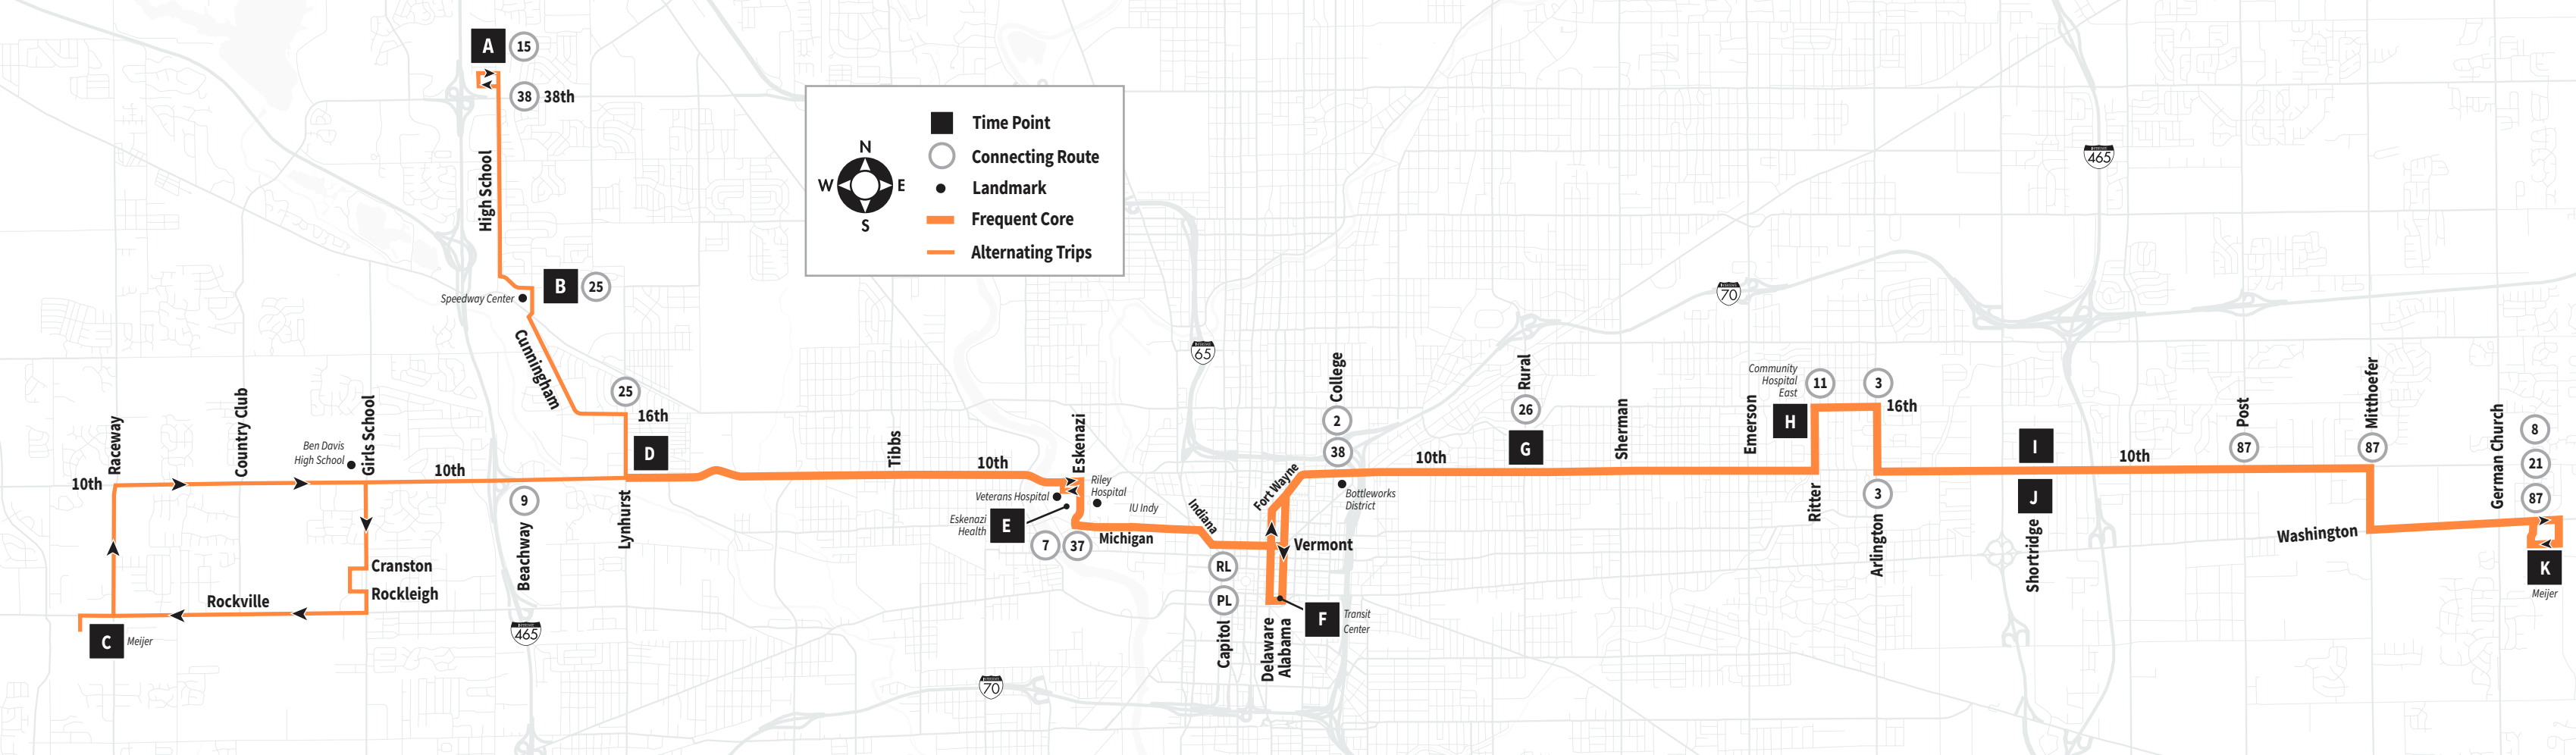 A
15
38
38th
High School
B
25
Speedway Center
Cunningham
25
16th
D
N
W
E
S
Time Point
Connecting Route
Landmark
Frequent Core
Alternating Trips
465
70
65
Raceway
10th
Country Club
Ben Davis
High School
Girls School
10th
9
Beachway
Lynhurst
Cranston
Rockleigh
Rockville
C
Meijer
465
Tibbs
10th
Eskenazi
Riley
Hospital
Veterans Hospital
IU Indy
Eskenazi
Health
E
7
37
Michigan
Indiana
RL
PL
Capitol
70
Fort Wayne
Vermont
Delaware
Alabama
F
Transit
Center
College
2
38
Bottleworks
District
10th
Rural
26
G
Sherman
Emerson
Community
Hospital
East
H
11
3
16th
Ritter
3
Arlington
I
J
Shortridge
10th
Post
87
Mitthoefer
87
Washington
German Church
8
21
87
K
Meijer